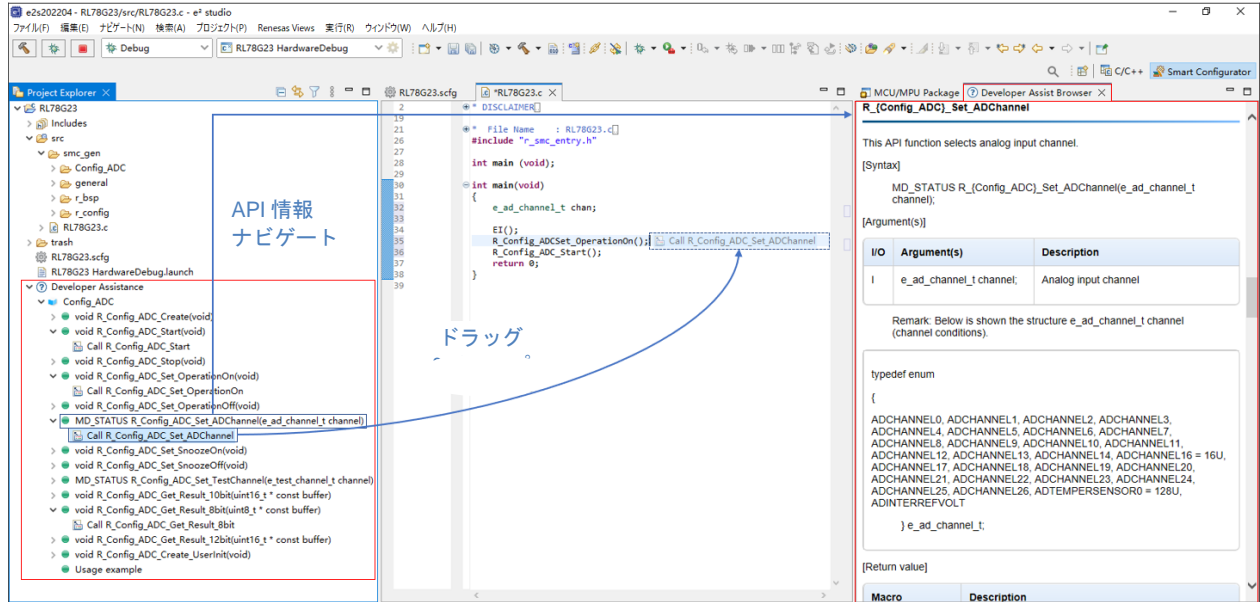 e2s202204 - RL78G23/src/RL78G23.c - e² studio
ファイル(F) 編集(E) ナビゲート(N) 検索(A) プロジェクト(P) Renesas Views 実行(R) ウィンドウ(W) ヘルプ(H)
Debug RL78G23 HardwareDebug
C/C++ Smart Configurator
Project Explorer
RL78G23
Includes
src
smc_gen
Config_ADC
general
r_bsp
r_config
RL78G23.c
trash
RL78G23.scfg
RL78G23 HardwareDebug.launch
Developer Assistance
Config_ADC
void R_Config_ADC_Create(void)
void R_Config_ADC_Start(void)
Call R_Config_ADC_Start
void R_Config_ADC_Stop(void)
void R_Config_ADC_Set_OperationOn(void)
Call R_Config_ADC_Set_OperationOn
void R_Config_ADC_Set_OperationOff(void)
MD_STATUS R_Config_ADC_Set_ADChannel(e_ad_channel_t channel)
Call R_Config_ADC_Set_ADChannel
void R_Config_ADC_Set_SnoozeOn(void)
void R_Config_ADC_Set_SnoozeOff(void)
MD_STATUS R_Config_ADC_Set_TestChannel(e_test_channel_t channel)
void R_Config_ADC_Get_Result_10bit(uint16_t * const buffer)
void R_Config_ADC_Get_Result_8bit(uint8_t * const buffer)
Call R_Config_ADC_Get_Result_8bit
void R_Config_ADC_Get_Result_12bit(uint16_t * const buffer)
void R_Config_ADC_Create_UserInit(void)
Usage example
API 情報
ナビゲート
RL78G23.scfg *RL78G23.c
2 * DISCLAIMER
19
21 * File Name : RL78G23.c
26 #include "r_smc_entry.h"
27
28 int main (void);
29
30 int main(void)
31 {
32 e_ad_channel_t chan;
33
34 EI();
35 R_Config_ADCSet_OperationOn(); Call R_Config_ADC_Set_ADChannel
36 R_Config_ADC_Start();
37 return 0;
38 }
39
ドラッグ
MCU/MPU Package Developer Assist Browser
R_{Config_ADC}_Set_ADChannel
This API function selects analog input channel.
[Syntax]
MD_STATUS R_{Config_ADC}_Set_ADChannel(e_ad_channel_t
channel);
[Argument(s)]
I/O Argument(s) Description
I e_ad_channel_t channel; Analog input channel
Remark: Below is shown the structure e_ad_channel_t channel
(channel conditions).
typedef enum
{
ADCHANNEL0, ADCHANNEL1, ADCHANNEL2, ADCHANNEL3,
ADCHANNEL4, ADCHANNEL5, ADCHANNEL6, ADCHANNEL7,
ADCHANNEL8, ADCHANNEL9, ADCHANNEL10, ADCHANNEL11,
ADCHANNEL12, ADCHANNEL13, ADCHANNEL14, ADCHANNEL16 = 16U,
ADCHANNEL17, ADCHANNEL18, ADCHANNEL19, ADCHANNEL20,
ADCHANNEL21, ADCHANNEL22, ADCHANNEL23, ADCHANNEL24,
ADCHANNEL25, ADCHANNEL26, ADTEMPERSENSOR0 = 128U,
ADINTERREFVOLT
} e_ad_channel_t;
[Return value]
Macro Description